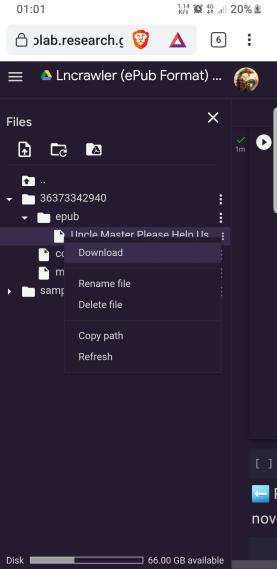 01:01
1.14 K/s 4G 20%
olab.research.g
6
Lncrawler (ePub Format) ...
Files
..
1m
36373342940
epub
Uncle Master Please Help Us
Download
co
m
Rename file
samp
Delete file
Copy path
Refresh
[ ]
nov
Disk
66.00 GB available